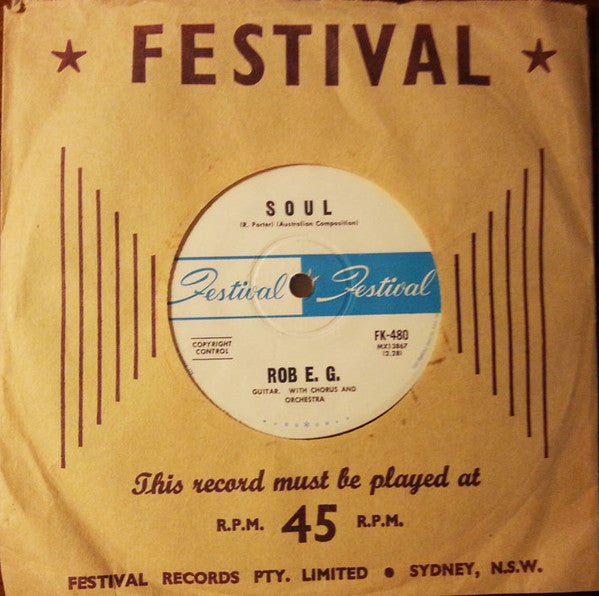 ★ FESTIVAL ★
SOUL
(R. Porter) (Australian Composition)
Festival ★ Festival
COPYRIGHT
CONTROL
FK-480
MX13867
(2.28)
ROB E. G.
GUITAR. WITH CHORUS AND
ORCHESTRA
This record must be played at
R.P.M. 45 R.P.M.
FESTIVAL RECORDS PTY. LIMITED • SYDNEY, N.S.W.